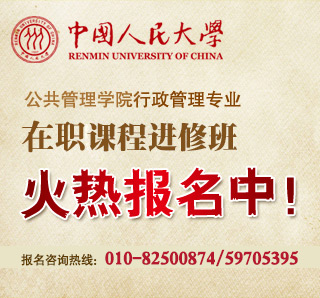 中國人民大學
RENMIN UNIVERSITY OF CHINA
公共管理学院行政管理专业
在职课程进修班
火热报名中!
报名咨询热线: 010-82500874/59705395